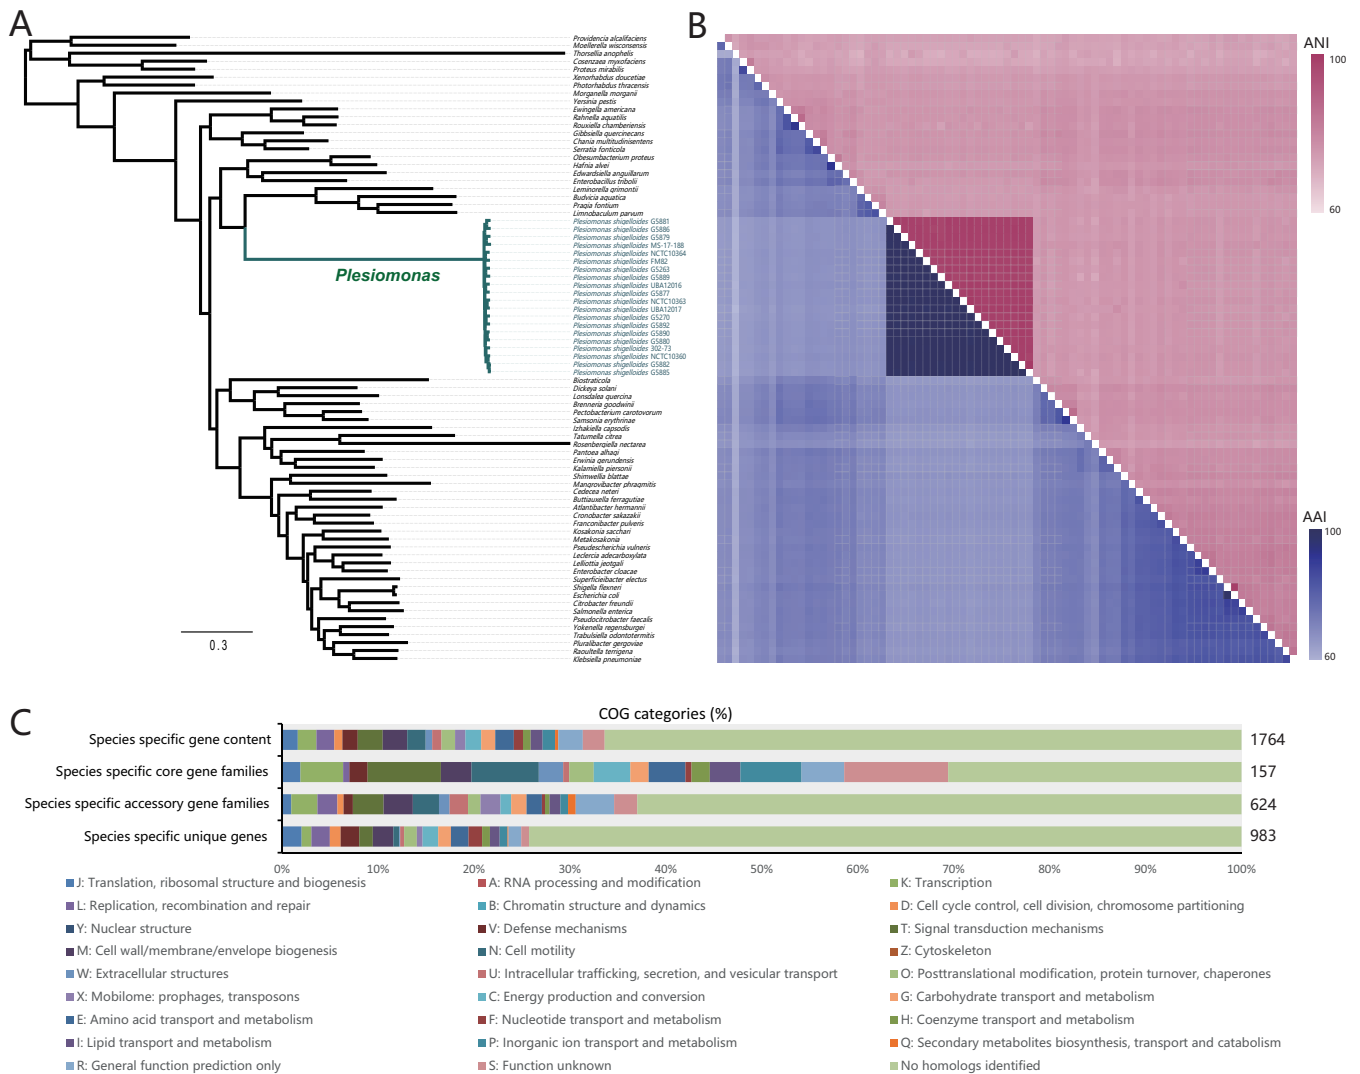 A
B
Providencia alcalifaciens
Moellerella wisconsensis
Thorsellia anophelis
Cosenzaea myxofaciens
Proteus mirabilis
Xenorhabdus doucetiae
Photorhabdus thracensis
Morganella morganii
Yersinia pestis
Ewingella americana
Rahnella aquatilis
Rouxiella chamberiensis
Gibbsiella quercinecans
Chania multitudinisentens
Serratia fonticola
Obesumbacterium proteus
Hafnia alvei
Edwardsiella anguillarum
Enterobacillus tribolii
Leminorella grimontii
Budvicia aquatica
Pragia fontium
Limnobaculum parvum
Plesiomonas shigelloides GS881
Plesiomonas shigelloides GS886
Plesiomonas shigelloides GS879
Plesiomonas shigelloides MS-17-188
Plesiomonas shigelloides NCTC10364
Plesiomonas shigelloides FM82
Plesiomonas shigelloides GS263
Plesiomonas shigelloides GS889
Plesiomonas shigelloides UBA12016
Plesiomonas shigelloides GS877
Plesiomonas shigelloides NCTC10363
Plesiomonas shigelloides UBA12017
Plesiomonas shigelloides GS270
Plesiomonas shigelloides GS892
Plesiomonas shigelloides GS890
Plesiomonas shigelloides GS880
Plesiomonas shigelloides 302-73
Plesiomonas shigelloides NCTC10360
Plesiomonas shigelloides GS882
Plesiomonas shigelloides GS885
Biostraticola
Dickeya solani
Lonsdalea quercina
Brenneria goodwinii
Pectobacterium carotovorum
Samsonia erythrinae
Izhakiella capsodis
Tatumella citrea
Rosenbergiella nectarea
Pantoea alhagi
Erwinia gerundensis
Kalamiella piersonii
Shimwellia blattae
Mangrovibacter phragmitis
Cedecea neteri
Buttiauxella ferragutiae
Atlantibacter hermannii
Cronobacter sakazakii
Franconibacter pulveris
Kosakonia sacchari
Metakosakonia
Pseudescherichia vulneris
Leclercia adecarboxylata
Lelliottia jeotgali
Enterobacter cloacae
Superficieibacter electus
Shigella flexneri
Escherichia coli
Citrobacter freundii
Salmonella enterica
Pseudocitrobacter faecalis
Yokenella regensburgei
Trabulsiella odontotermitis
Pluralibacter gergoviae
Raoultella terrigena
Klebsiella pneumoniae
Plesiomonas
0.3
ANI
100
60
AAI
100
60
C
COG categories (%)
Species specific gene content
1764
Species specific core gene families
157
Species specific accessory gene families
624
Species specific unique genes
983
0% 10% 20% 30% 40% 50% 60% 70% 80% 90% 100%
J: Translation, ribosomal structure and biogenesis
A: RNA processing and modification
K: Transcription
L: Replication, recombination and repair
B: Chromatin structure and dynamics
D: Cell cycle control, cell division, chromosome partitioning
Y: Nuclear structure
V: Defense mechanisms
T: Signal transduction mechanisms
M: Cell wall/membrane/envelope biogenesis
N: Cell motility
Z: Cytoskeleton
W: Extracellular structures
U: Intracellular trafficking, secretion, and vesicular transport
O: Posttranslational modification, protein turnover, chaperones
X: Mobilome: prophages, transposons
C: Energy production and conversion
G: Carbohydrate transport and metabolism
E: Amino acid transport and metabolism
F: Nucleotide transport and metabolism
H: Coenzyme transport and metabolism
I: Lipid transport and metabolism
P: Inorganic ion transport and metabolism
Q: Secondary metabolites biosynthesis, transport and catabolism
R: General function prediction only
S: Function unknown
No homologs identified